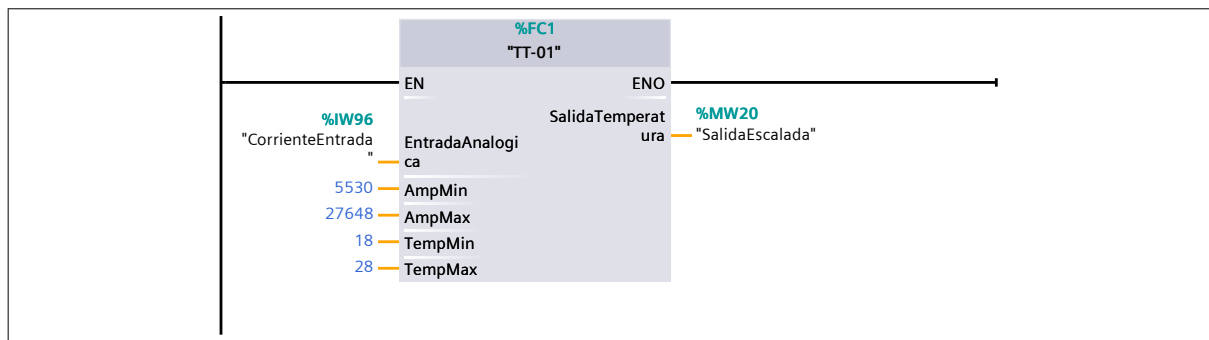 %FC1
"TT-01"
EN
ENO
%IW96
"CorrienteEntrada
"
EntradaAnalogi
ca
SalidaTemperat
ura
%MW20
"SalidaEscalada"
5530
AmpMin
27648
AmpMax
18
TempMin
28
TempMax